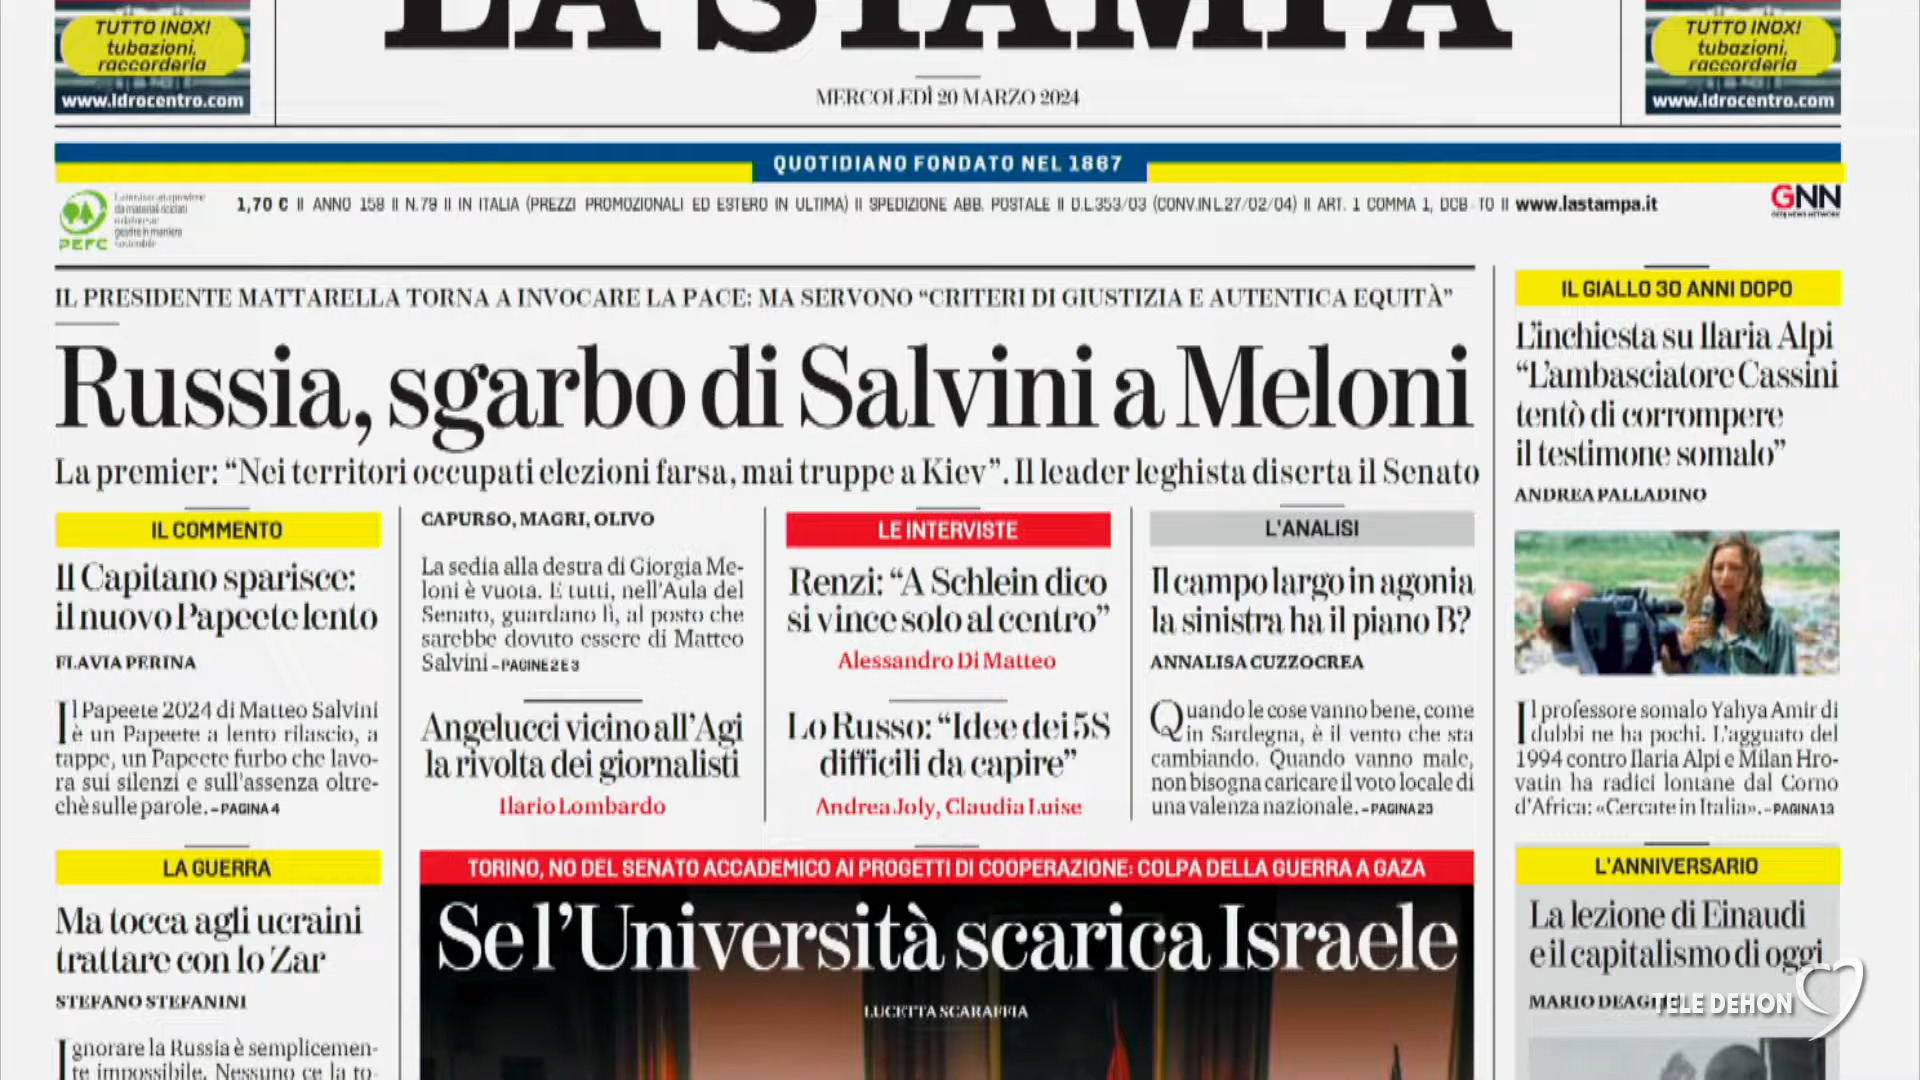 TUTTO INOX!
tubazioni,
raccorderia
www.Idrocentro.com
LA STAMPA
MERCOLEDÌ 20 MARZO 2024
TUTTO INOX!
tubazioni,
raccorderia
www.Idrocentro.com
QUOTIDIANO FONDATO NEL 1867
PEFC
1,70 € II ANNO 158 II N.79 II IN ITALIA (PREZZI PROMOZIONALI ED ESTERO IN ULTIMA) II SPEDIZIONE ABB. POSTALE II D.L.353/03 (CONV.IN L.27/02/04) II ART. 1 COMMA 1, DCB - TO II www.lastampa.it
GNN
IL PRESIDENTE MATTARELLA TORNA A INVOCARE LA PACE: MA SERVONO “CRITERI DI GIUSTIZIA E AUTENTICA EQUITÀ”
Russia, sgarbo di Salvini a Meloni
La premier: “Nei territori occupati elezioni farsa, mai truppe a Kiev”. Il leader leghista diserta il Senato
IL COMMENTO
Il Capitano sparisce:
il nuovo Papeete lento
FLAVIA PERINA
Il Papeete 2024 di Matteo Salvini
è un Papeete a lento rilascio, a
tappe, un Papeete furbo che lavo-
ra sui silenzi e sull’assenza oltre-
chè sulle parole. – PAGINA 4
CAPURSO, MAGRI, OLIVO
La sedia alla destra di Giorgia Me-
loni è vuota. E tutti, nell’Aula del
Senato, guardano lì, al posto che
sarebbe dovuto essere di Matteo
Salvini – PAGINE 2 E 3
Angelucci vicino all’Agi
la rivolta dei giornalisti
Ilario Lombardo
LE INTERVISTE
Renzi: “A Schlein dico
si vince solo al centro”
Alessandro Di Matteo
Lo Russo: “Idee dei 5S
difficili da capire”
Andrea Joly, Claudia Luise
L'ANALISI
Il campo largo in agonia
la sinistra ha il piano B?
ANNALISA CUZZOCREA
Quando le cose vanno bene, come
in Sardegna, è il vento che sta
cambiando. Quando vanno male,
non bisogna caricare il voto locale di
una valenza nazionale. – PAGINA 23
IL GIALLO 30 ANNI DOPO
L’inchiesta su Ilaria Alpi
“L’ambasciatore Cassini
tentò di corrompere
il testimone somalo”
ANDREA PALLADINO
Il professore somalo Yahya Amir di
dubbi ne ha pochi. L’agguato del
1994 contro Ilaria Alpi e Milan Hro-
vatin ha radici lontane dal Corno
d’Africa: «Cercate in Italia». – PAGINA 13
LA GUERRA
Ma tocca agli ucraini
trattare con lo Zar
STEFANO STEFANINI
Ignorare la Russia è semplicemen-
te impossibile. Nessuno ce la to-
TORINO, NO DEL SENATO ACCADEMICO AI PROGETTI DI COOPERAZIONE: COLPA DELLA GUERRA A GAZA
Se l’Università scarica Israele
LUCETTA SCARAFFIA
L'ANNIVERSARIO
La lezione di Einaudi
e il capitalismo di oggi
MARIO DEAGLIO
TELE DEHON